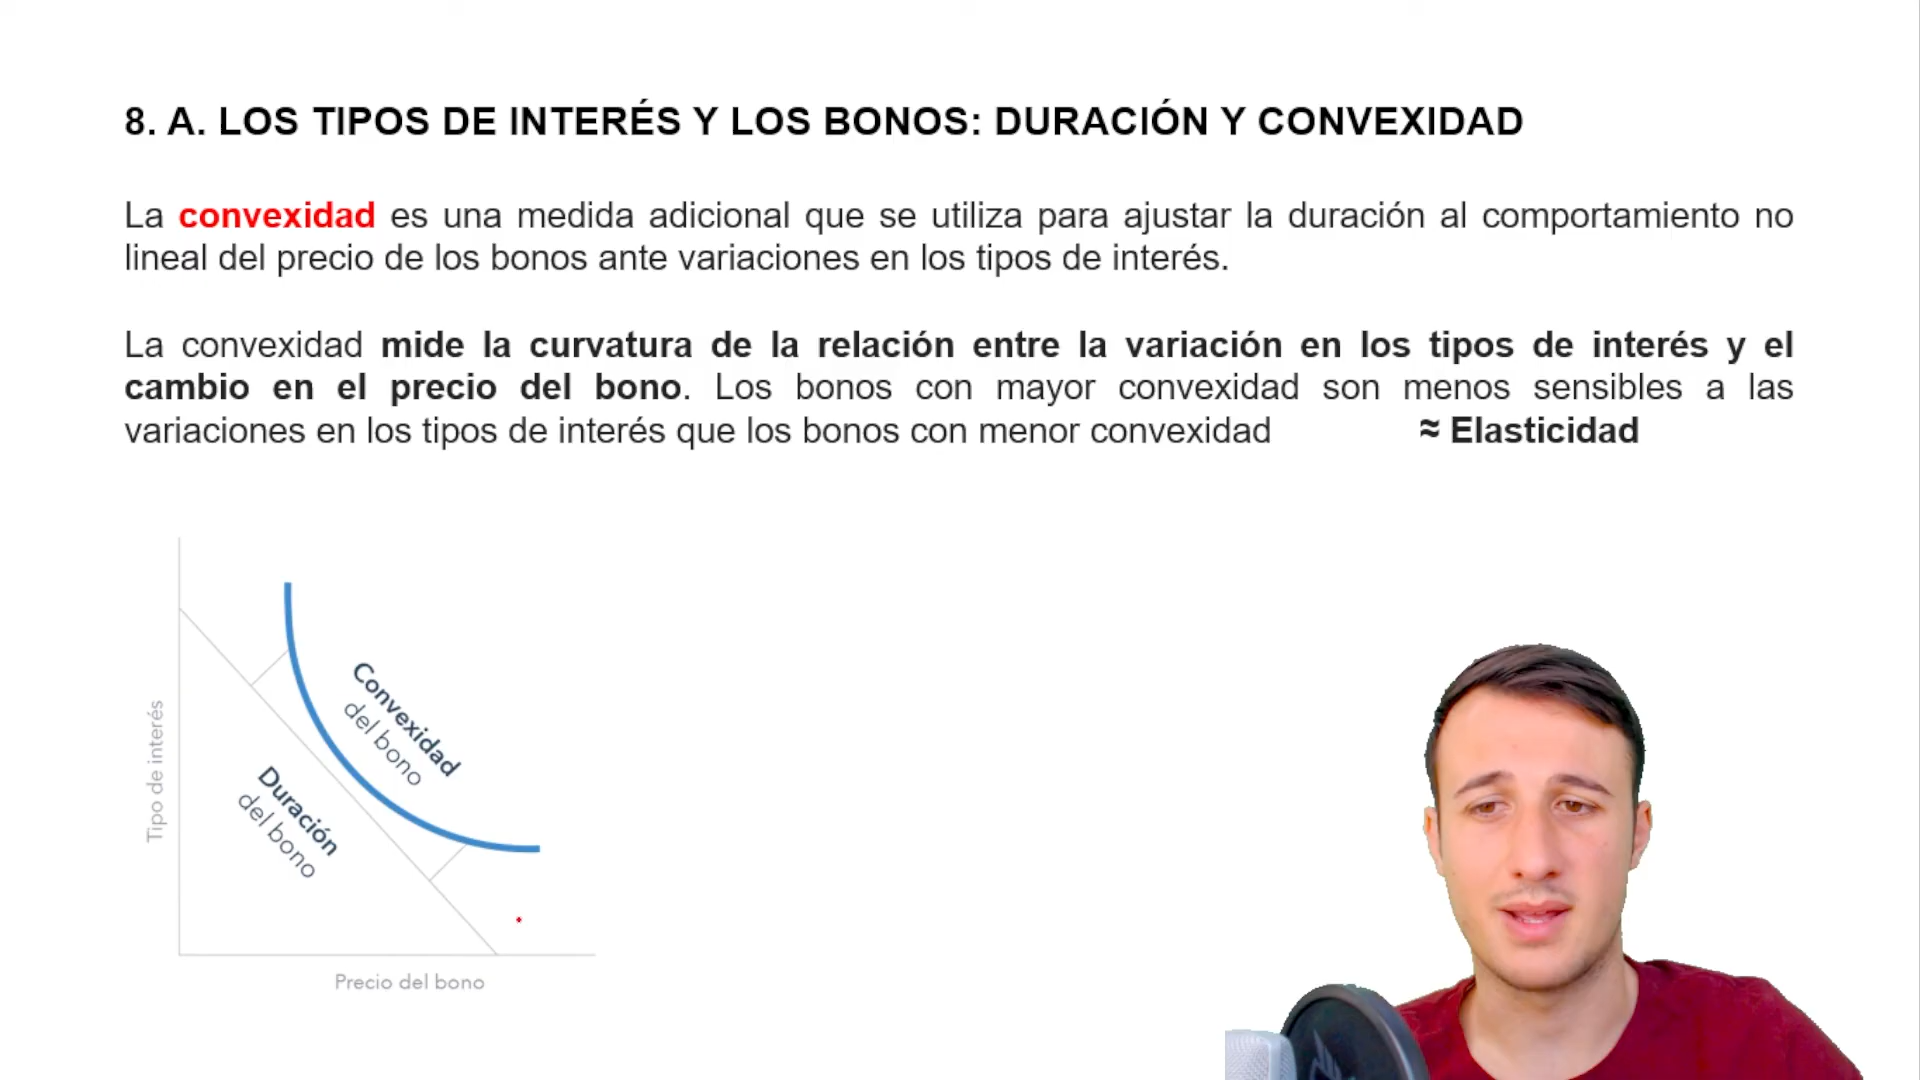 8. A. LOS TIPOS DE INTERÉS Y LOS BONOS: DURACIÓN Y CONVEXIDAD
La convexidad es una medida adicional que se utiliza para ajustar la duración al comportamiento no
lineal del precio de los bonos ante variaciones en los tipos de interés.
La convexidad mide la curvatura de la relación entre la variación en los tipos de interés y el
cambio en el precio del bono. Los bonos con mayor convexidad son menos sensibles a las
variaciones en los tipos de interés que los bonos con menor convexidad ≈ Elasticidad
Convexidad
del bono
Duración
del bono
Tipo de interés
Precio del bono